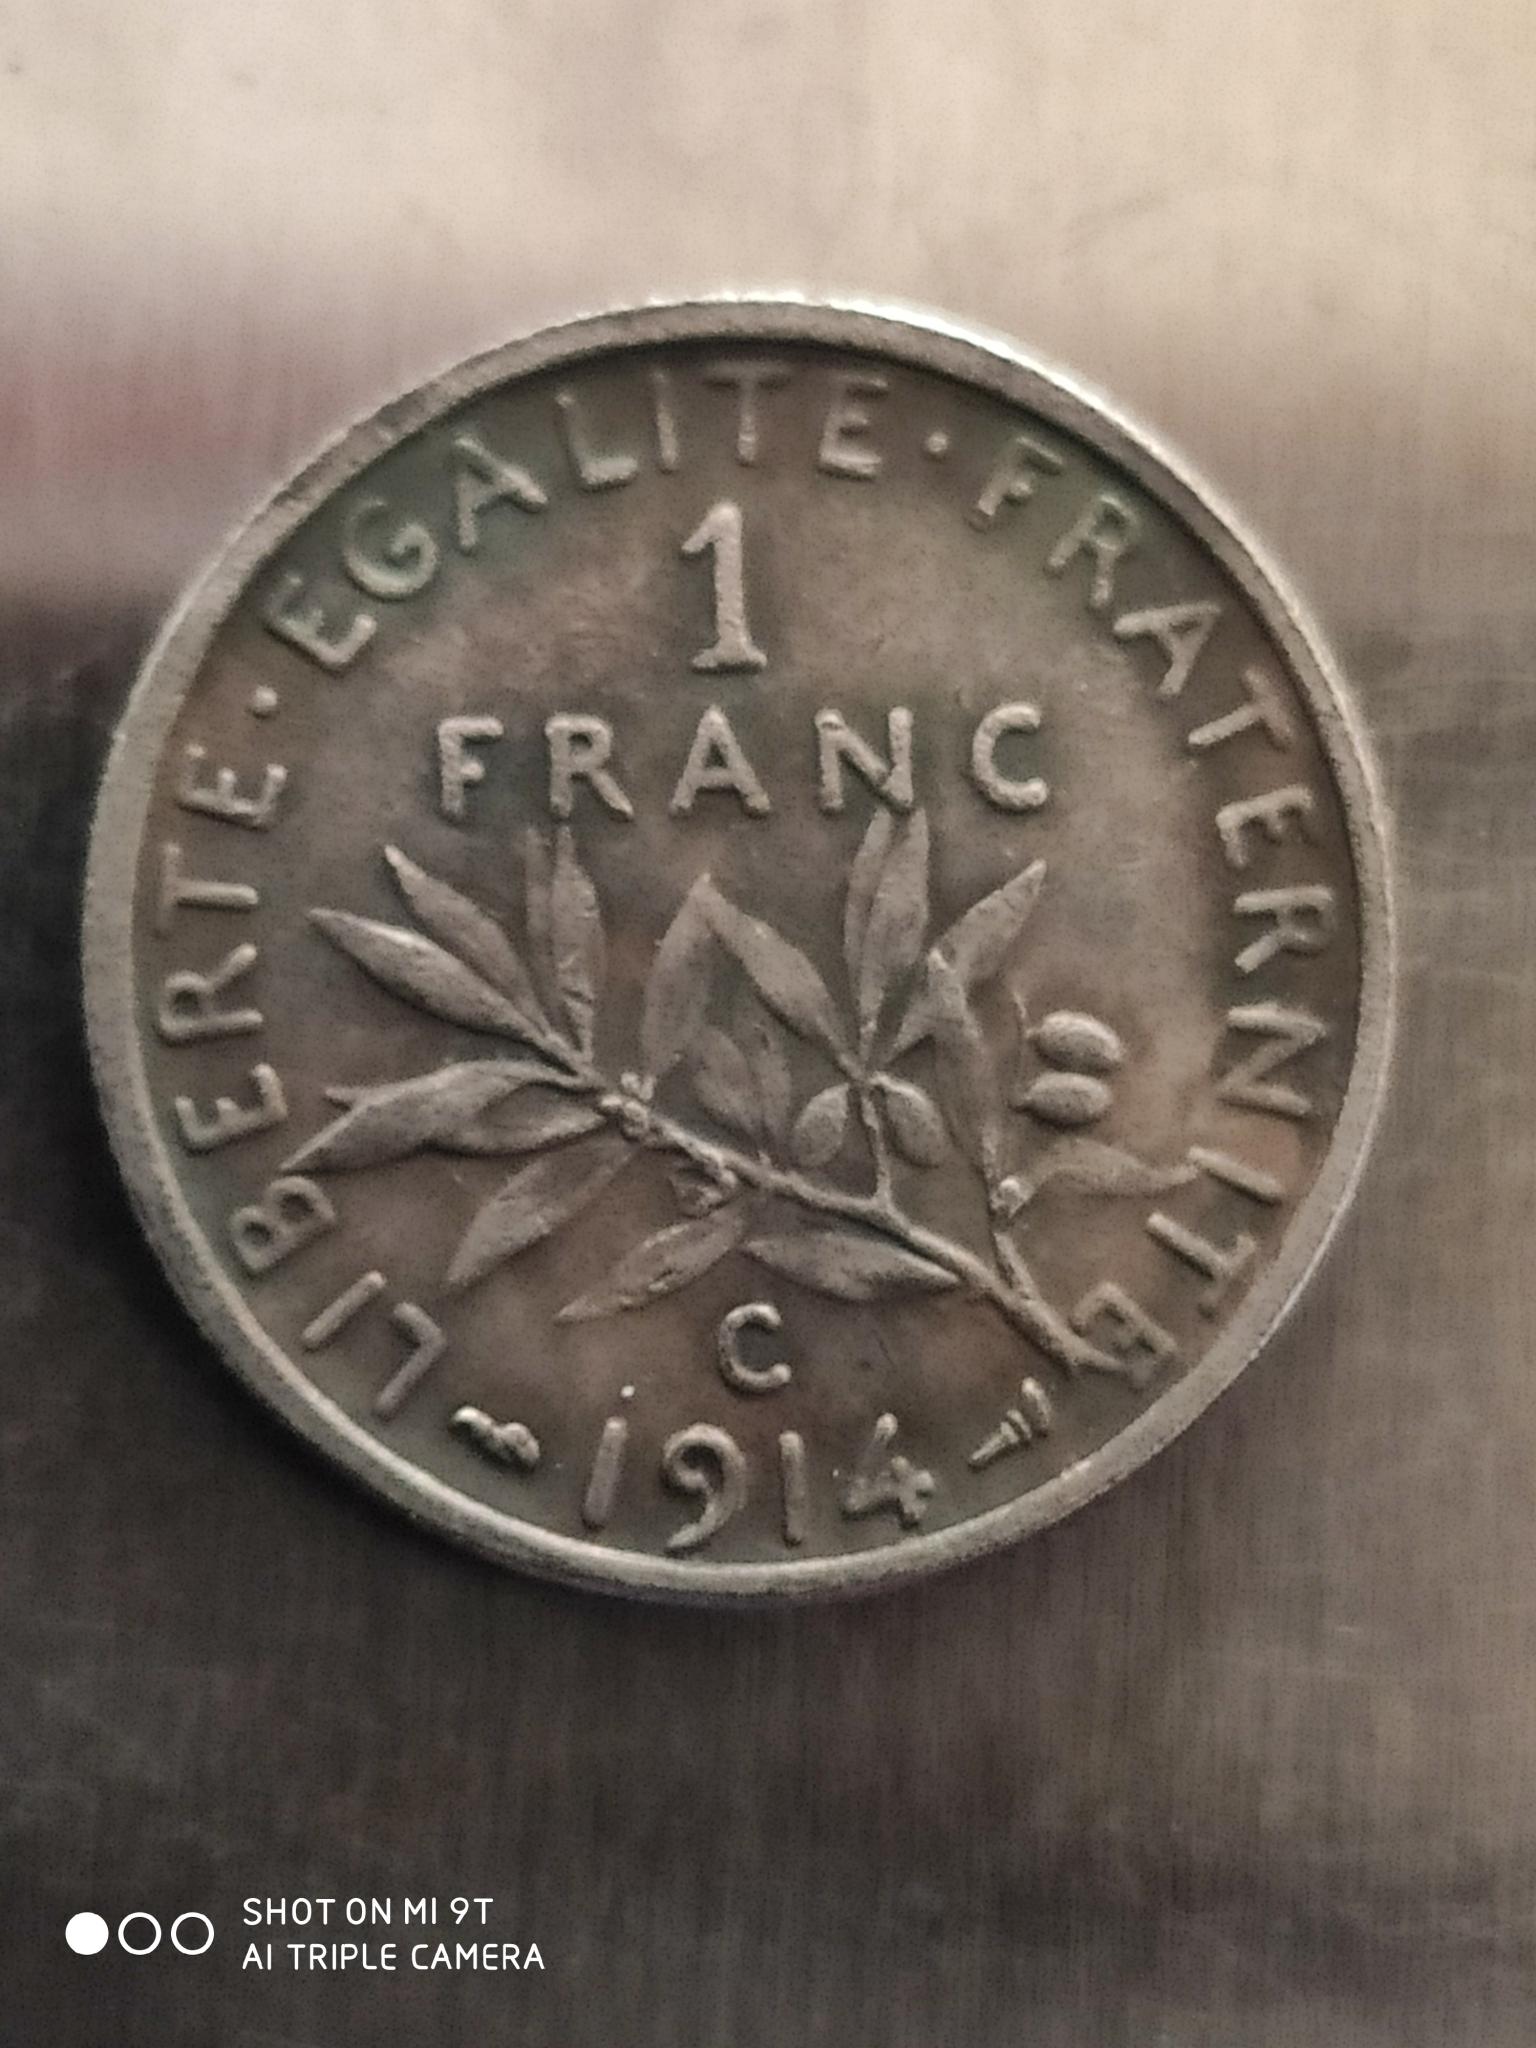 LIBERTE · EGALITE · FRATERNITE
1
FRANC
C
1914
SHOT ON MI 9T
AI TRIPLE CAMERA